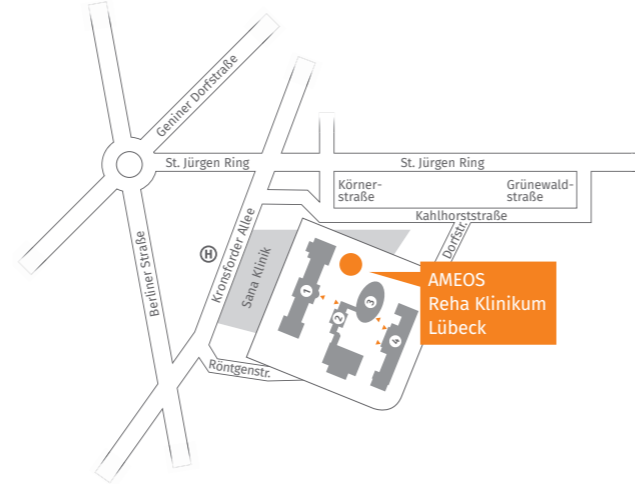 Geniner Dorfstraße
St. Jürgen Ring
St. Jürgen Ring
Körner-
straße
Grünewald-
straße
Kahlhorststraße
Dorfstr.
Kronsforder Allee
H
Sana Klinik
Berliner Straße
AMEOS
Reha Klinikum
Lübeck
1
3
2
4
Röntgenstr.